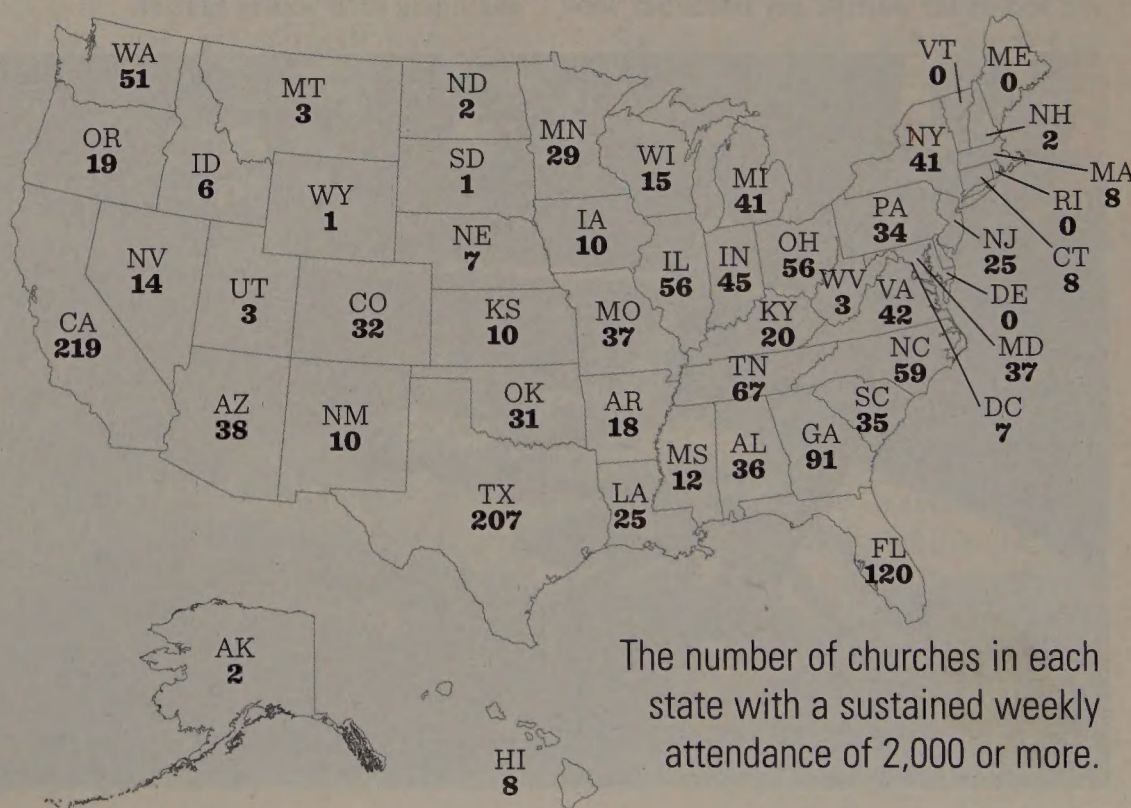 WA
51
OR
19
CA
219
NV
14
ID
6
MT
3
WY
1
UT
3
CO
32
AZ
38
NM
10
ND
2
SD
1
NE
7
KS
10
OK
31
TX
207
MN
29
IA
10
MO
37
AR
18
LA
25
WI
15
IL
56
MI
41
IN
45
OH
56
KY
20
TN
67
MS
12
AL
36
GA
91
FL
120
SC
35
NC
59
VA
42
WV
3
PA
34
NY
41
VT
0
ME
0
NH
2
MA
8
RI
0
CT
8
NJ
25
DE
0
MD
37
DC
7
AK
2
HI
8
The number of churches in each
state with a sustained weekly
attendance of 2,000 or more.